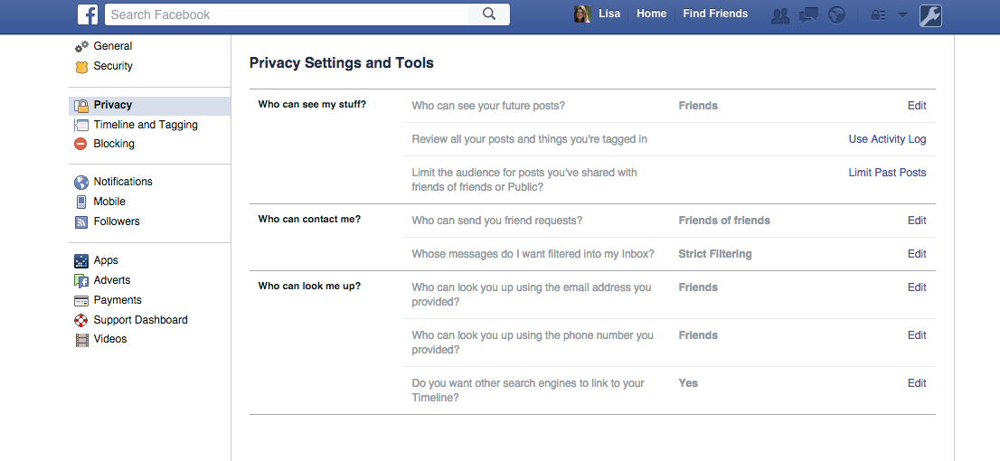 f
Search Facebook
Lisa
Home
Find Friends
General
Security
Privacy
Timeline and Tagging
Blocking
Notifications
Mobile
Followers
Apps
Adverts
Payments
Support Dashboard
Videos
Privacy Settings and Tools
Who can see my stuff?
Who can see your future posts?
Friends
Edit
Review all your posts and things you're tagged in
Use Activity Log
Limit the audience for posts you've shared with
friends of friends or Public?
Limit Past Posts
Who can contact me?
Who can send you friend requests?
Friends of friends
Edit
Whose messages do I want filtered into my Inbox?
Strict Filtering
Edit
Who can look me up?
Who can look you up using the email address you
provided?
Friends
Edit
Who can look you up using the phone number you
provided?
Friends
Edit
Do you want other search engines to link to your
Timeline?
Yes
Edit